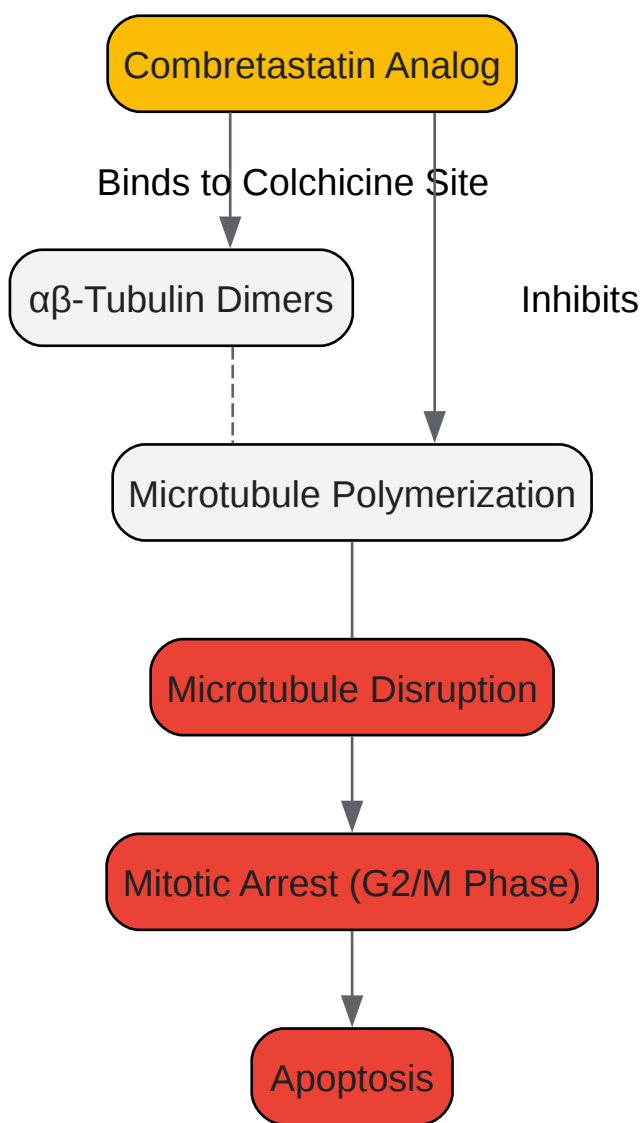 Combretastatin Analog
Binds to Colchicine Site
αβ-Tubulin Dimers
Inhibits
Microtubule Polymerization
Microtubule Disruption
Mitotic Arrest (G2/M Phase)
Apoptosis